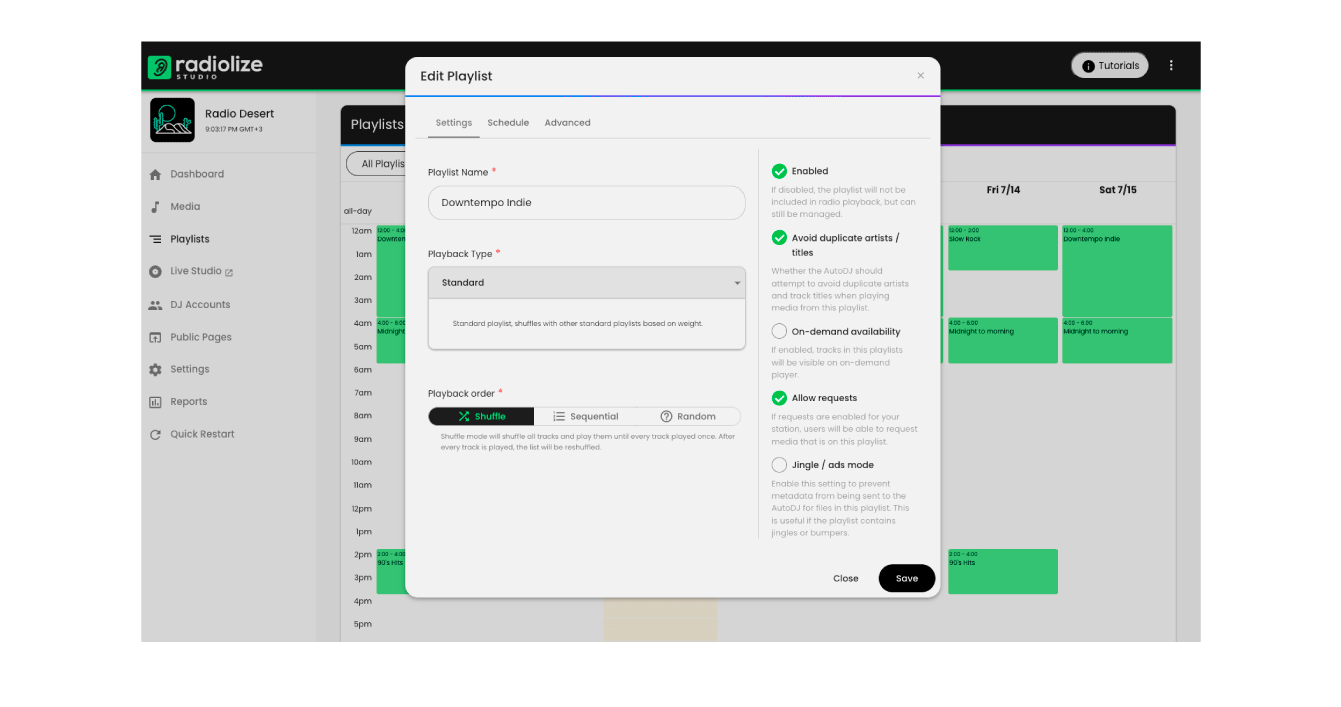 radiolize
STUDIO
Tutorials
Radio Desert
9:03:17 PM GMT+3
Dashboard
Media
Playlists
Live Studio
DJ Accounts
Public Pages
Settings
Reports
Quick Restart
Playlists
All Playlis
Fri 7/14
Sat 7/15
all-day
12am
1am
2am
3am
4am
5am
6am
7am
8am
9am
10am
11am
12pm
1pm
2pm
3pm
4pm
5pm
Downtem
4:00 - 6:00
Midnight
2:00 - 4:00
90's Hits
Slow Rock
4:00 - 6:00
Midnight to morning
2:00 - 4:00
90's Hits
Downtempo Indie
4:00 - 6:00
Midnight to morning
Edit Playlist
Settings
Schedule
Advanced
Playlist Name *
Downtempo Indie
Playback Type *
Standard
Standard playlist, shuffles with other standard playlists based on weight.
Playback order *
Shuffle
Sequential
Random
Shuffle mode will shuffle all tracks and play them until every track played once. After
every track is played, the list will be reshuffled.
Enabled
If disabled, the playlist will not be
included in radio playback, but can
still be managed.
Avoid duplicate artists /
titles
Whether the AutoDJ should
attempt to avoid duplicate artists
and track titles when playing
media from this playlist.
On-demand availability
If enabled, tracks in this playlists
will be visible on on-demand
player.
Allow requests
If requests are enabled for your
station, users will be able to request
media that is on this playlist.
Jingle / ads mode
Enable this setting to prevent
metadata from being sent to the
AutoDJ for files in this playlist. This
is useful if the playlist contains
jingles or bumpers.
Close
Save